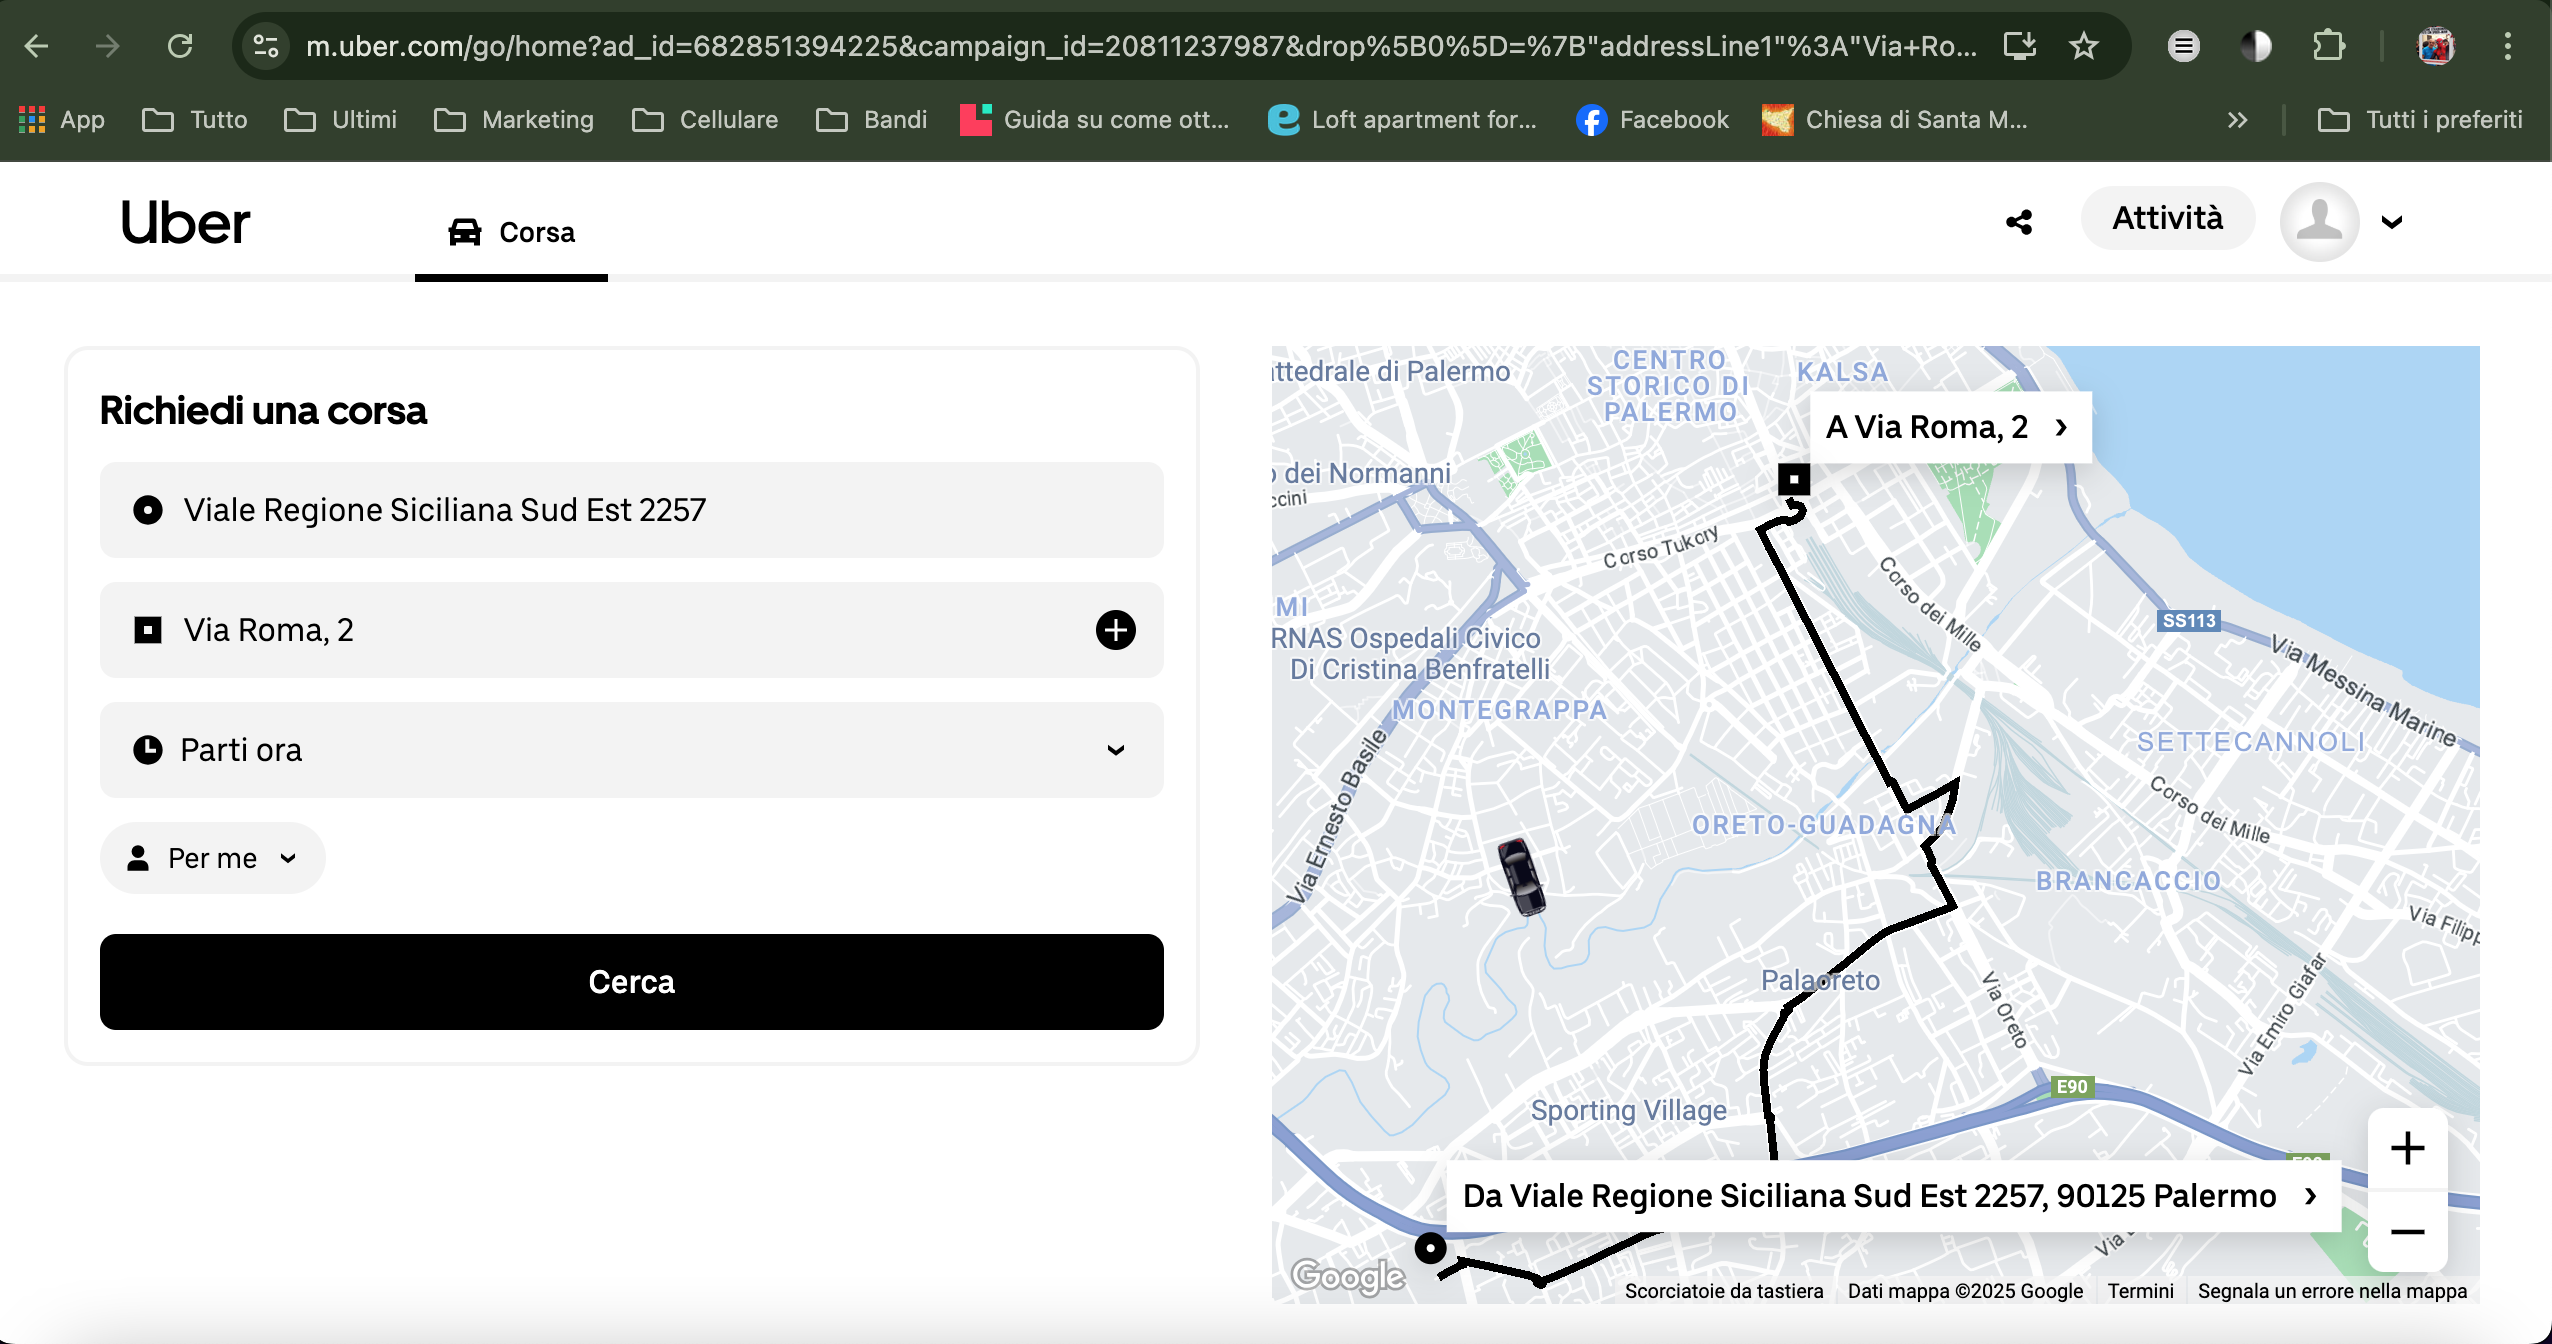 m.uber.com/go/home?ad_id=682851394225&campaign_id=20811237987&drop%5B0%5D=%7B"addressLine1"%3A"Via+Ro...
App
Tutto
Ultimi
Marketing
Cellulare
Bandi
Guida su come ott...
Loft apartment for...
Facebook
Chiesa di Santa M...
Tutti i preferiti
Uber
Corsa
Attività
Richiedi una corsa
Viale Regione Siciliana Sud Est 2257
Via Roma, 2
Parti ora
Per me
Cerca
ttedrale di Palermo
CENTRO
STORICO DI
PALERMO
KALSA
A Via Roma, 2
dei Normanni
ccini
Corso Tukory
Corso dei Mille
MI
RNAS Ospedali Civico
Di Cristina Benfratelli
SS113
Via Messina Marine
MONTEGRAPPA
SETTECANNOLI
Via Ernesto Basile
Corso dei Mille
ORETO-GUADAGNA
BRANCACCIO
Via Filipp
Palaoreto
Via Oreto
Via Emiro Giafar
E90
Sporting Village
Da Viale Regione Siciliana Sud Est 2257, 90125 Palermo
Via
Google
Scorciatoie da tastiera
Dati mappa ©2025 Google
Termini
Segnala un errore nella mappa